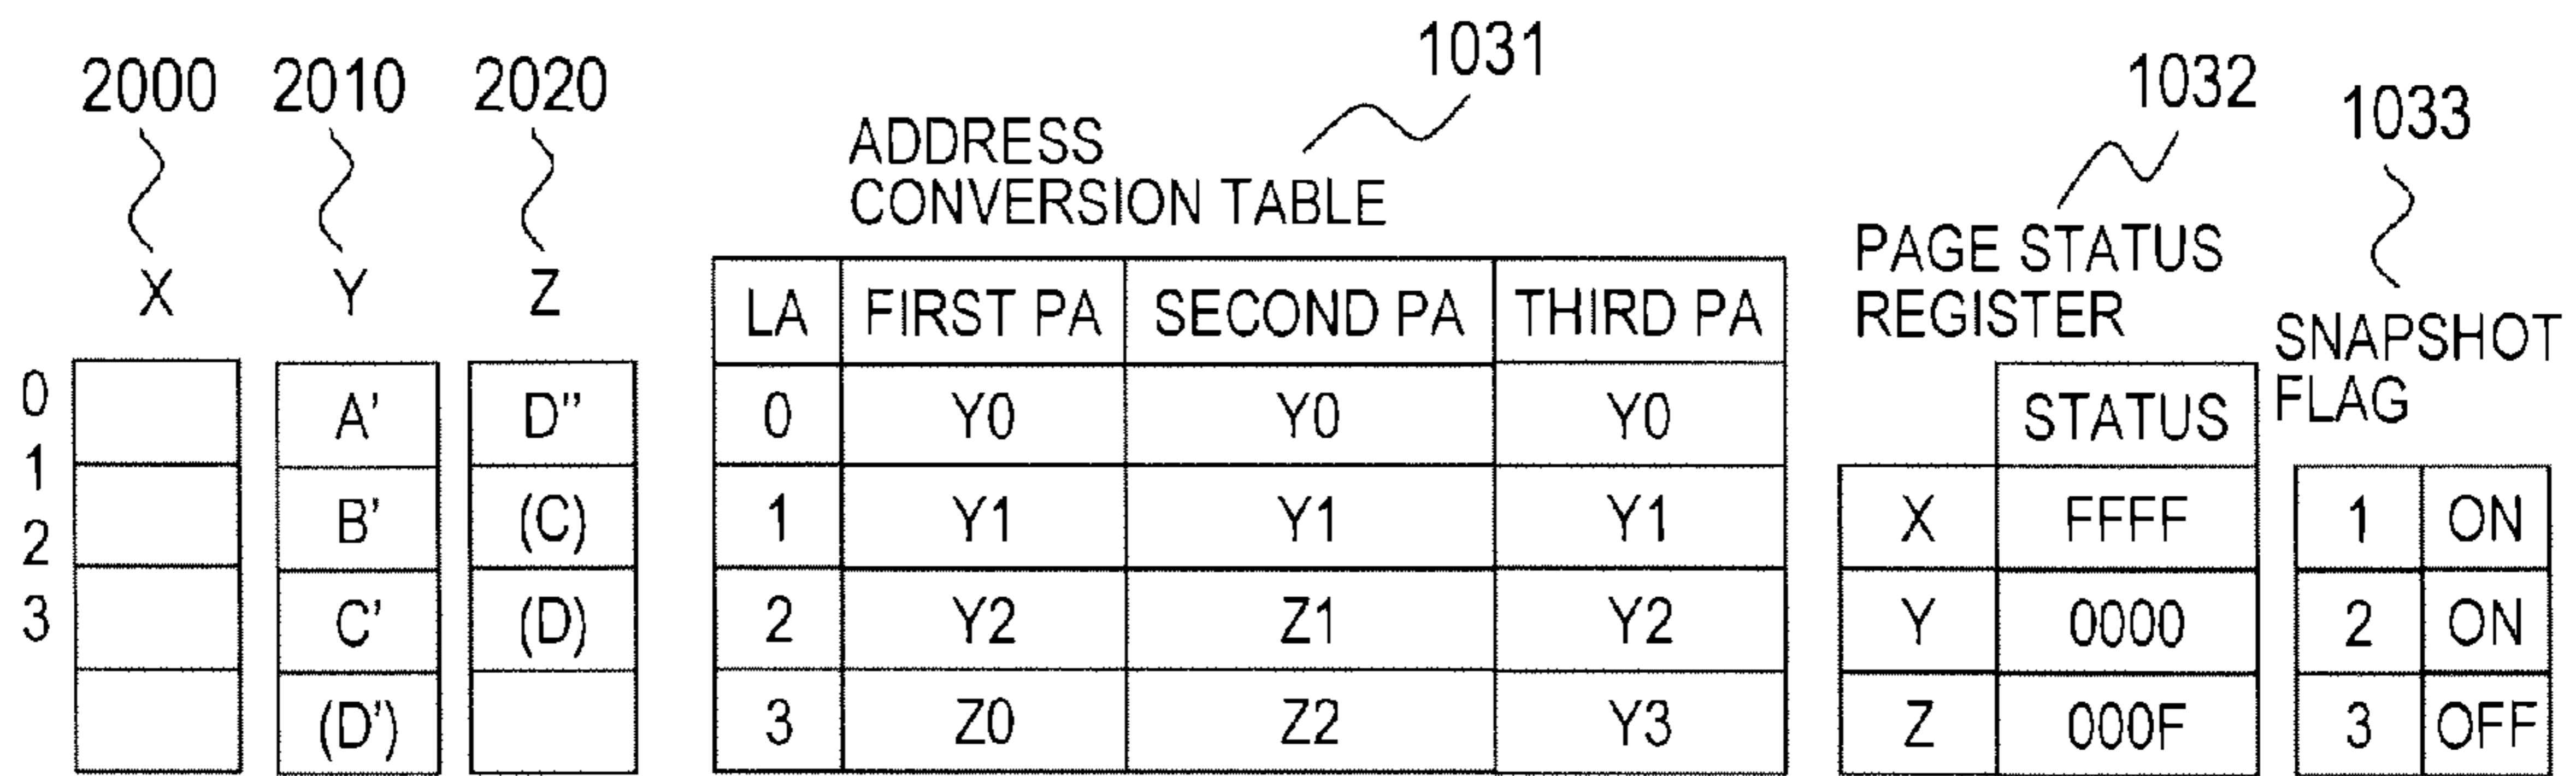 2000 2010 2020
X Y Z
0 A' D"
1 B' (C)
2 C' (D)
3 (D')
1031
ADDRESS
CONVERSION TABLE
LA FIRST PA SECOND PA THIRD PA
0 Y0 Y0 Y0
1 Y1 Y1 Y1
2 Y2 Z1 Y2
3 Z0 Z2 Y3
1032
PAGE STATUS
REGISTER
STATUS
X FFFF
Y 0000
Z 000F
1033
SNAPSHOT
FLAG
1 ON
2 ON
3 OFF